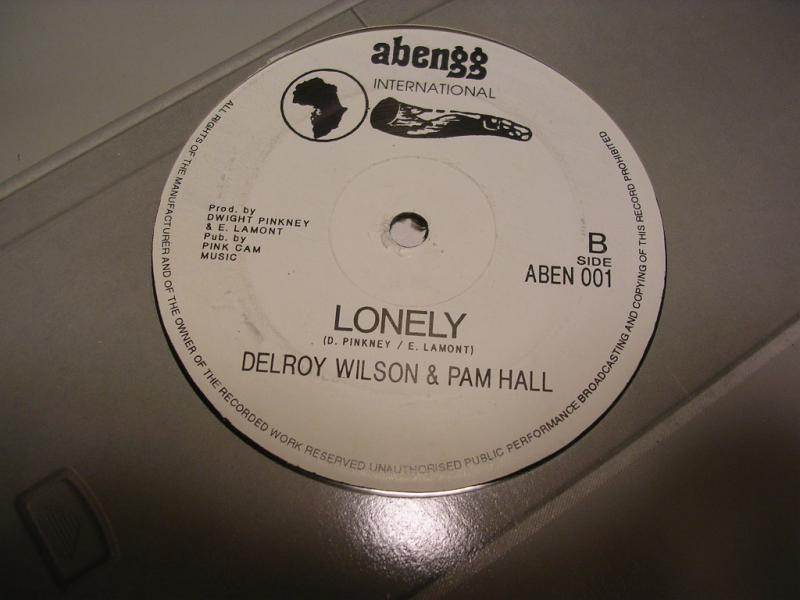 abengg
INTERNATIONAL
Prod. by
DWIGHT PINKNEY
& E. LAMONT
Pub. by
PINK CAM
MUSIC
B
SIDE
ABEN 001
LONELY
(D. PINKNEY / E. LAMONT)
DELROY WILSON & PAM HALL
ALL RIGHTS OF THE MANUFACTURER AND OF THE OWNER OF THE RECORDED WORK RESERVED UNAUTHORISED PUBLIC PERFORMANCE BROADCASTING AND COPYING OF THIS RECORD PROHIBITED